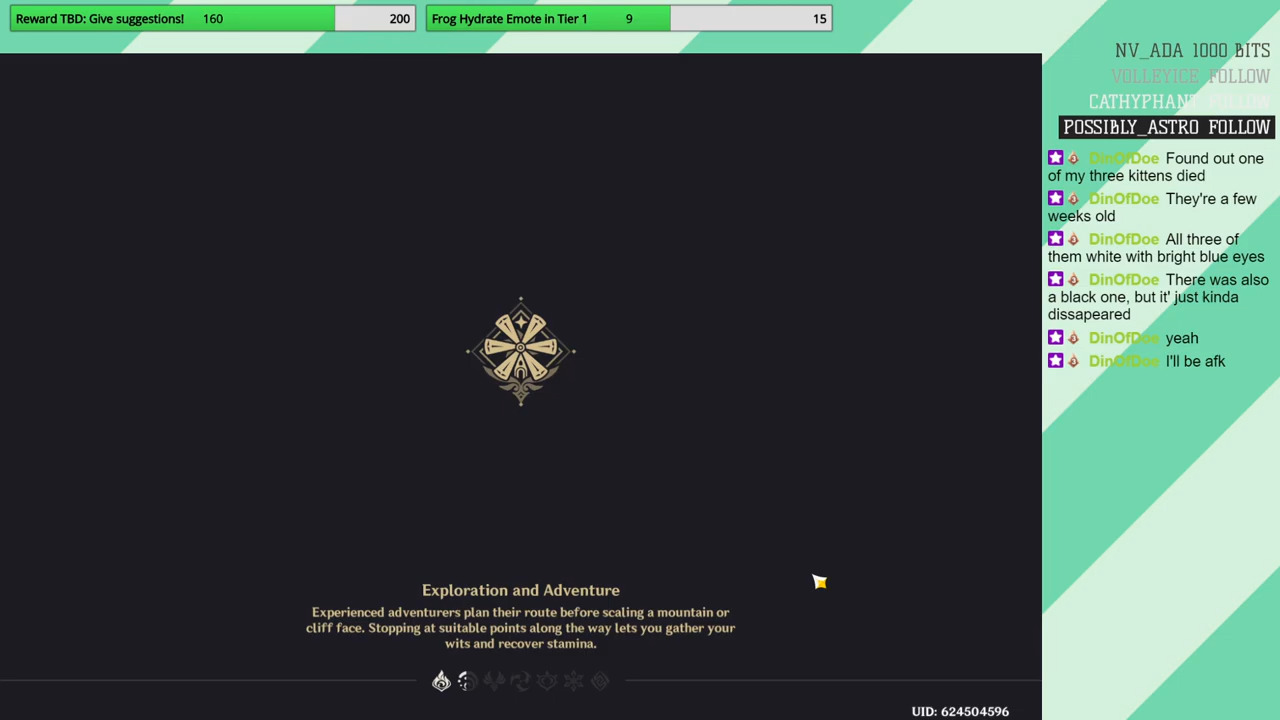 Reward TBD: Give suggestions! 160 200
Frog Hydrate Emote in Tier 1 9 15
NV_ADA 1000 BITS
VOLLEYICE FOLLOW
CATHYPHANT FOLLOW
POSSIBLY_ASTRO FOLLOW
DinOfDoe Found out one
of my three kittens died
DinOfDoe They're a few
weeks old
DinOfDoe All three of
them white with bright blue eyes
DinOfDoe There was also
a black one, but it' just kinda
dissapeared
DinOfDoe yeah
DinOfDoe I'll be afk
Exploration and Adventure
Experienced adventurers plan their route before scaling a mountain or
cliff face. Stopping at suitable points along the way lets you gather your
wits and recover stamina.
UID: 624504596